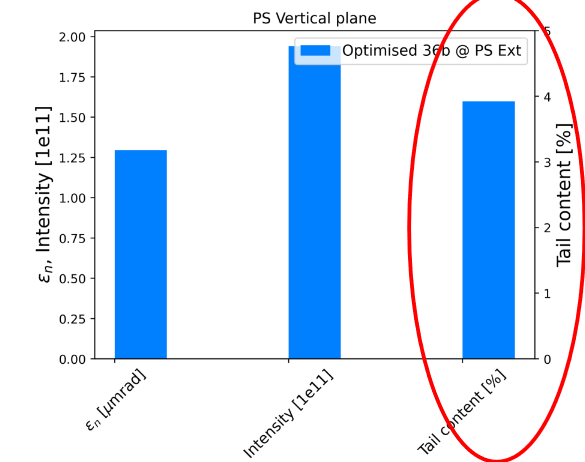 PS Vertical plane
Optimised 36b @ PS Ext
εn, Intensity [1e11]
2.00
1.75
1.50
1.25
1.00
0.75
0.50
0.25
0.00
5
4
3
2
1
0
Tail content [%]
εn [μmrad]
Intensity [1e11]
Tail content [%]